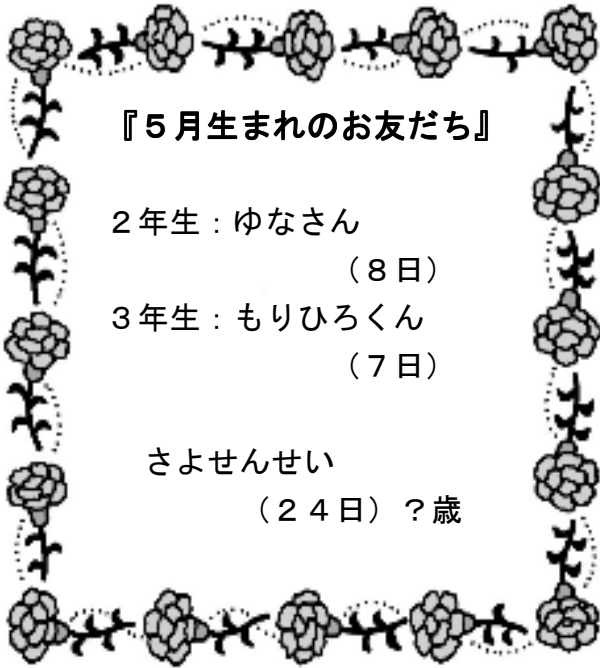 『５月生まれのお友だち』
２年生：ゆなさん
（８日）
３年生：もりひろくん
（７日）
さよせんせい
（２４日）？歳